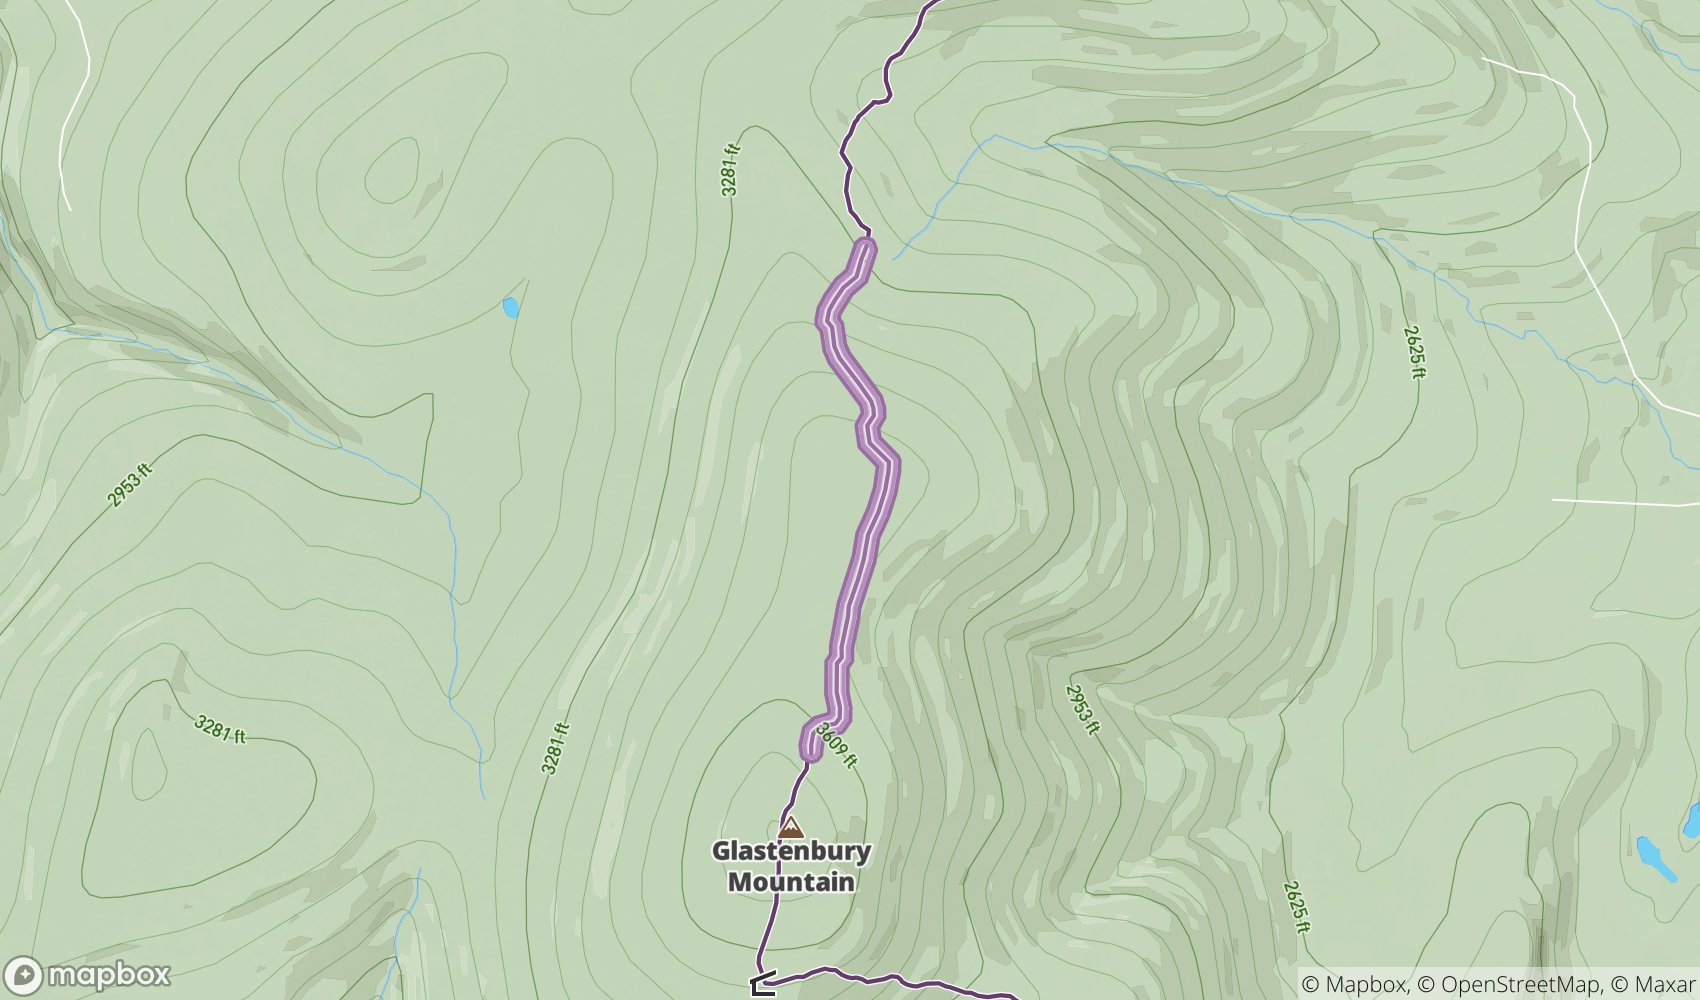 3281 ft
2625 ft
2953 ft
2953 ft
3281 ft
3281 ft
3609 ft
Glastenbury
Mountain
2625 ft
mapbox
© Mapbox, © OpenStreetMap, © Maxar